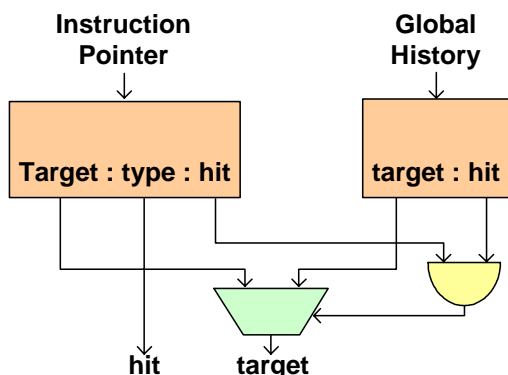 Instruction
Pointer
Global
History
Target : type : hit
target : hit
hit
target